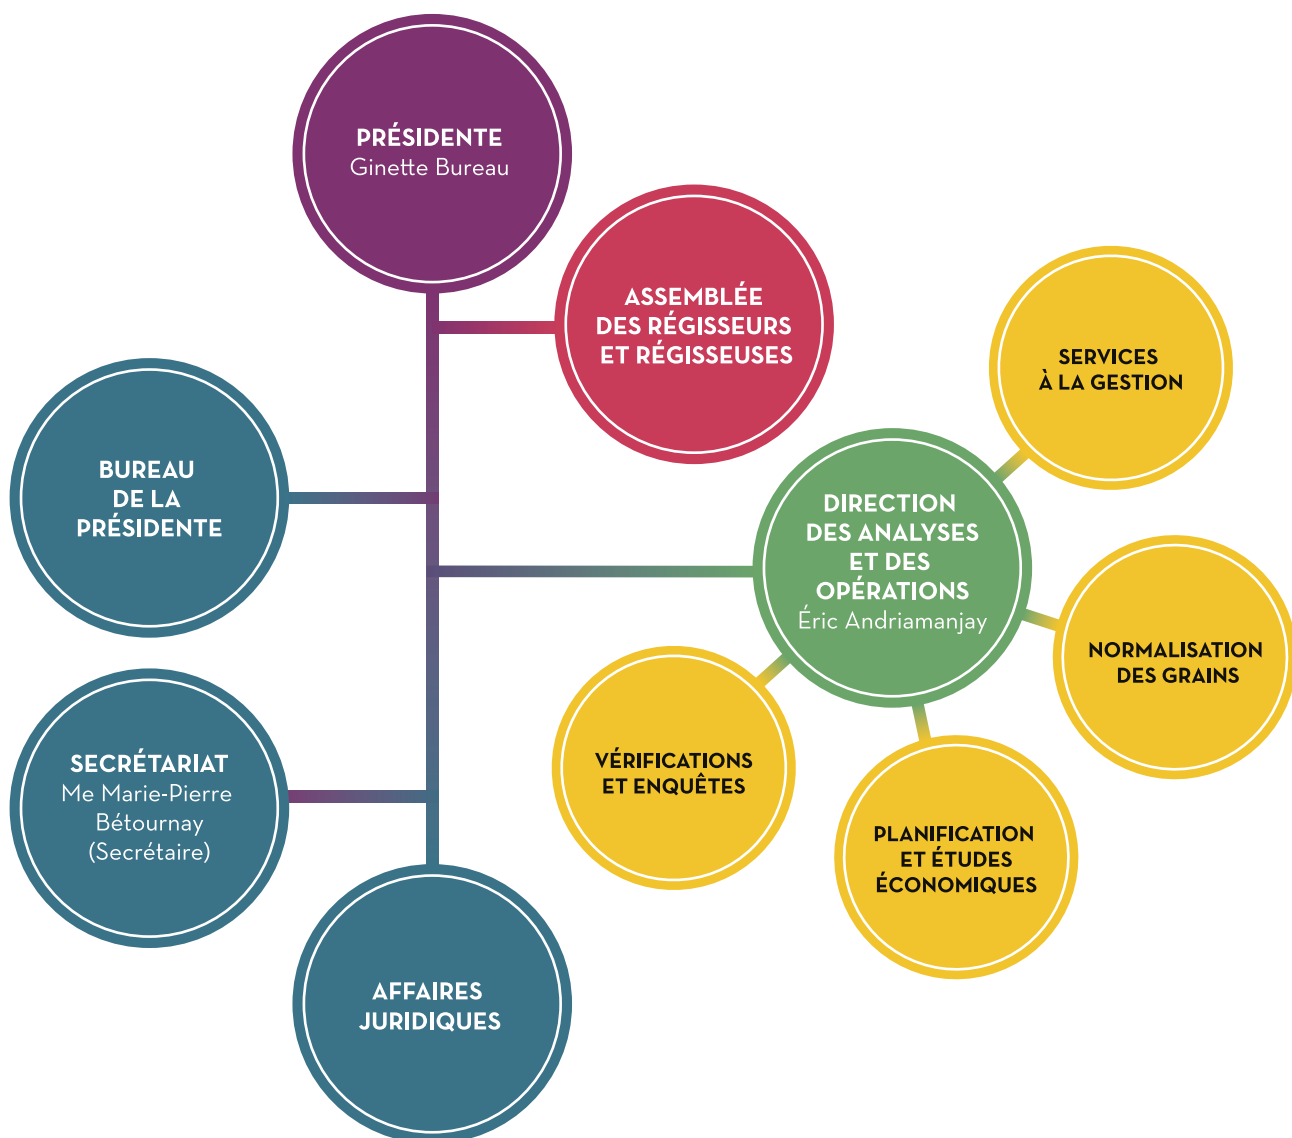 PRÉSIDENTE
Ginette Bureau
ASSEMBLÉE
DES RÉGISSEURS
ET RÉGISSEUSES
SERVICES
À LA GESTION
BUREAU
DE LA
PRÉSIDENTE
DIRECTION
DES ANALYSES
ET DES
OPÉRATIONS
Éric Andriamanjay
NORMALISATION
DES GRAINS
SECRÉTARIAT
Me Marie-Pierre
Bétournay
(Secrétaire)
VÉRIFICATIONS
ET ENQUÊTES
PLANIFICATION
ET ÉTUDES
ÉCONOMIQUES
AFFAIRES
JURIDIQUES